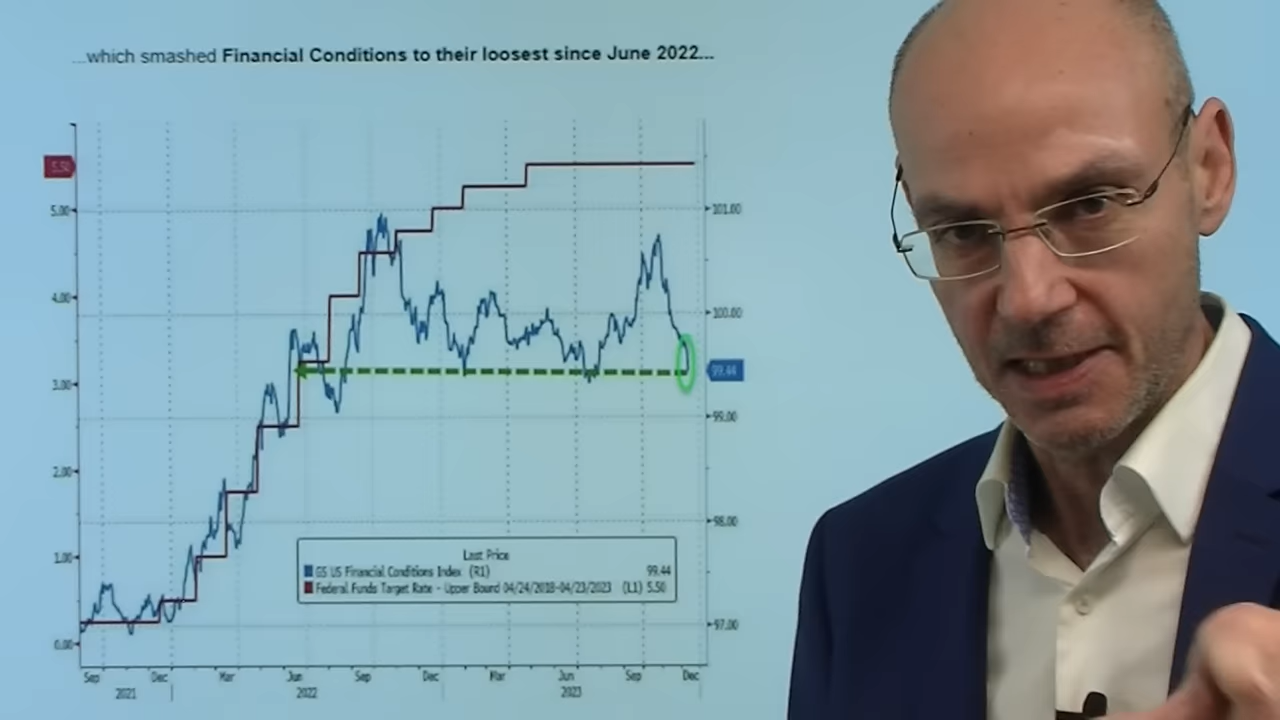 ...which smashed Financial Conditions to their loosest since June 2022...
5.50
5.00
101.00
4.00
100.00
99.44
3.00
99.00
2.00
98.00
1.00
Last Price
GS US Financial Conditions Index (R1) 99.44
Federal Funds Target Rate - Upper Bound 04/24/2018-04/23/2023 (L1) 5.50
97.00
0.00
Sep Dec Mar Jun Sep Dec Mar Jun Sep Dec
2021 2022 2023